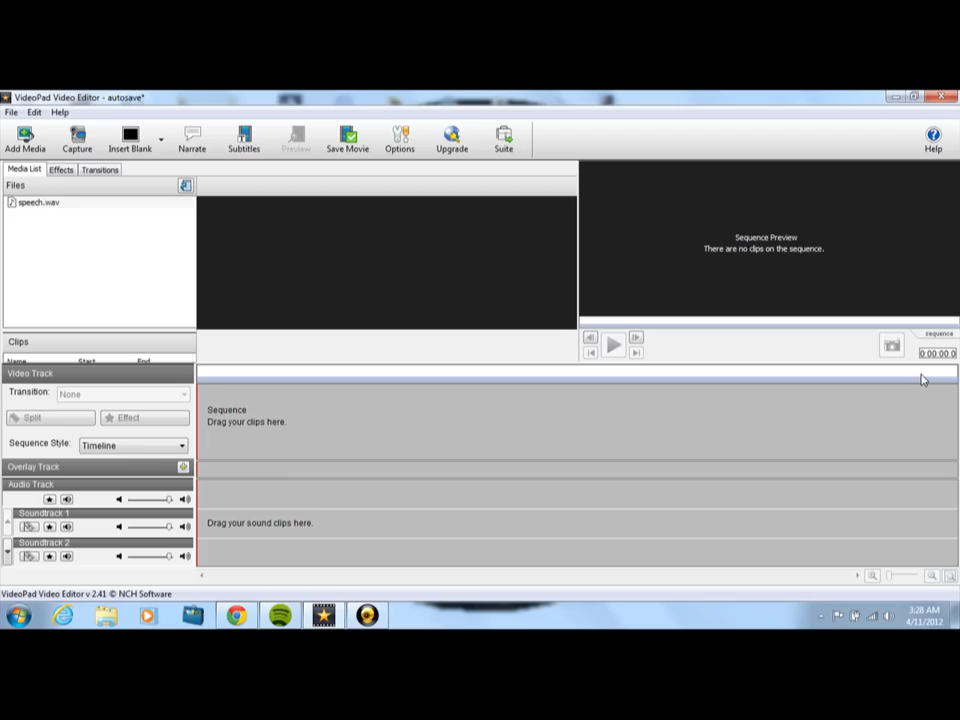 VideoPad Video Editor - autosave*
File Edit Help
Add Media Capture Insert Blank Narrate Subtitles Preview Save Movie Options Upgrade Suite Help
Media List Effects Transitions
Files
speech.wav
Sequence Preview
There are no clips on the sequence.
Clips
sequence
Name Start End
0:00:00.0
Video Track
Transition: None
Sequence
Split Effect
Drag your clips here.
Sequence Style: Timeline
Overlay Track
Audio Track
Soundtrack 1
Drag your sound clips here.
Soundtrack 2
VideoPad Video Editor v 2.41 © NCH Software
3:28 AM
4/11/2012